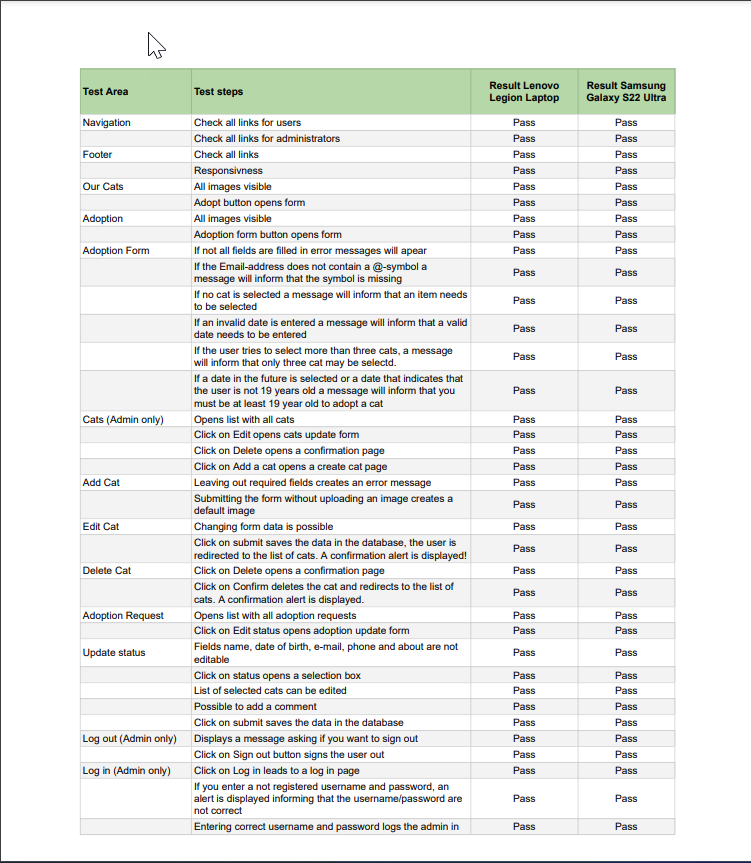 Test Area Test steps Result Lenovo Legion Laptop Result Samsung Galaxy S22 Ultra
Navigation Check all links for users Pass Pass
Check all links for administrators Pass Pass
Footer Check all links Pass Pass
Responsivness Pass Pass
Our Cats All images visible Pass Pass
Adopt button opens form Pass Pass
Adoption All images visible Pass Pass
Adoption form button opens form Pass Pass
Adoption Form If not all fields are filled in error messages will apear Pass Pass
If the Email-address does not contain a @-symbol a
message will inform that the symbol is missing Pass Pass
If no cat is selected a message will inform that an item needs
to be selected Pass Pass
If an invalid date is entered a message will inform that a valid
date needs to be entered Pass Pass
If the user tries to select more than three cats, a message
will inform that only three cat may be selectd. Pass Pass
If a date in the future is selected or a date that indicates that
the user is not 19 years old a message will inform that you
must be at least 19 year old to adopt a cat Pass Pass
Cats (Admin only) Opens list with all cats Pass Pass
Click on Edit opens cats update form Pass Pass
Click on Delete opens a confirmation page Pass Pass
Click on Add a cat opens a create cat page Pass Pass
Add Cat Leaving out required fields creates an error message Pass Pass
Submitting the form without uploading an image creates a
default image Pass Pass
Edit Cat Changing form data is possible Pass Pass
Click on submit saves the data in the database, the user is
redirected to the list of cats. A confirmation alert is displayed! Pass Pass
Delete Cat Click on Delete opens a confirmation page Pass Pass
Click on Confirm deletes the cat and redirects to the list of
cats. A confirmation alert is displayed. Pass Pass
Adoption Request Opens list with all adoption requests Pass Pass
Click on Edit status opens adoption update form Pass Pass
Update status Fields name, date of birth, e-mail, phone and about are not
editable Pass Pass
Click on status opens a selection box Pass Pass
List of selected cats can be edited Pass Pass
Possible to add a comment Pass Pass
Click on submit saves the data in the database Pass Pass
Log out (Admin only) Displays a message asking if you want to sign out Pass Pass
Click on Sign out button signs the user out Pass Pass
Log in (Admin only) Click on Log in leads to a log in page Pass Pass
If you enter a not registered username and password, an
alert is displayed informing that the username/password are
not correct Pass Pass
Entering correct username and password logs the admin in Pass Pass